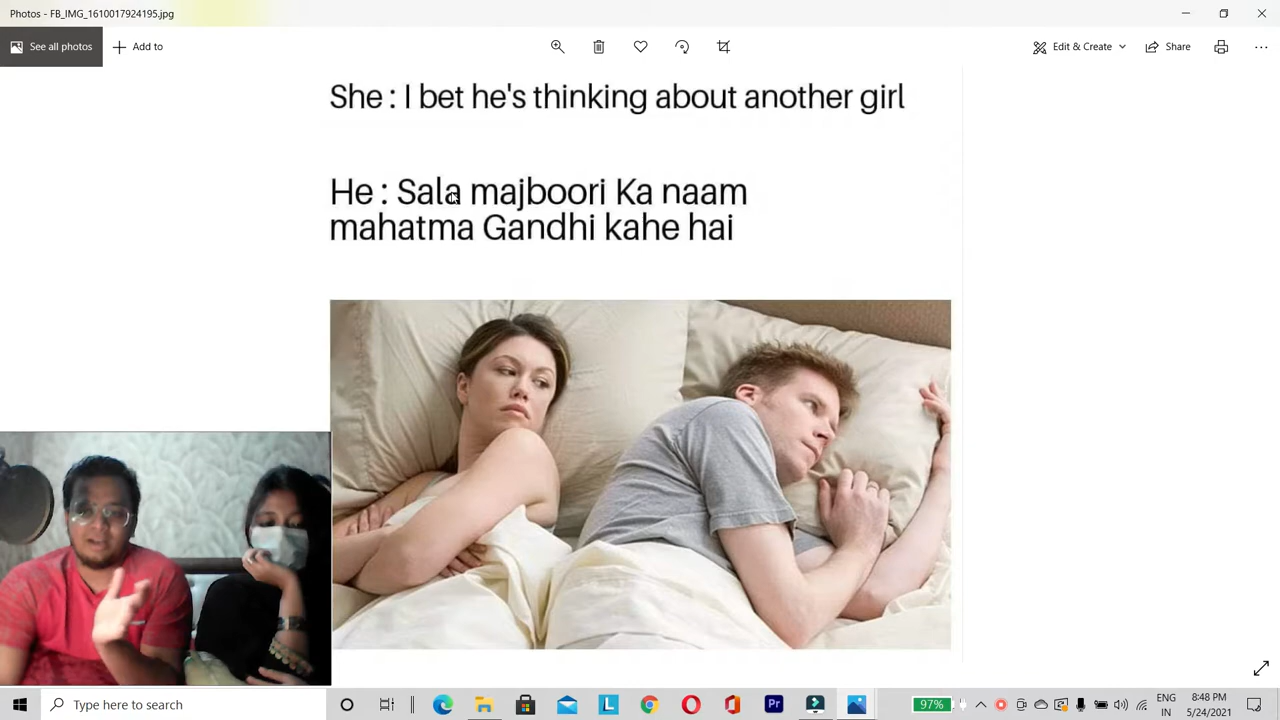 Photos - FB_IMG_1610017924195.jpg
See all photos
Add to
Edit & Create
Share
She : I bet he's thinking about another girl
He : Sala majboori Ka naam
mahatma Gandhi kahe hai
Type here to search
L
Pr
97%
ENG
IN
8:48 PM
5/24/2021